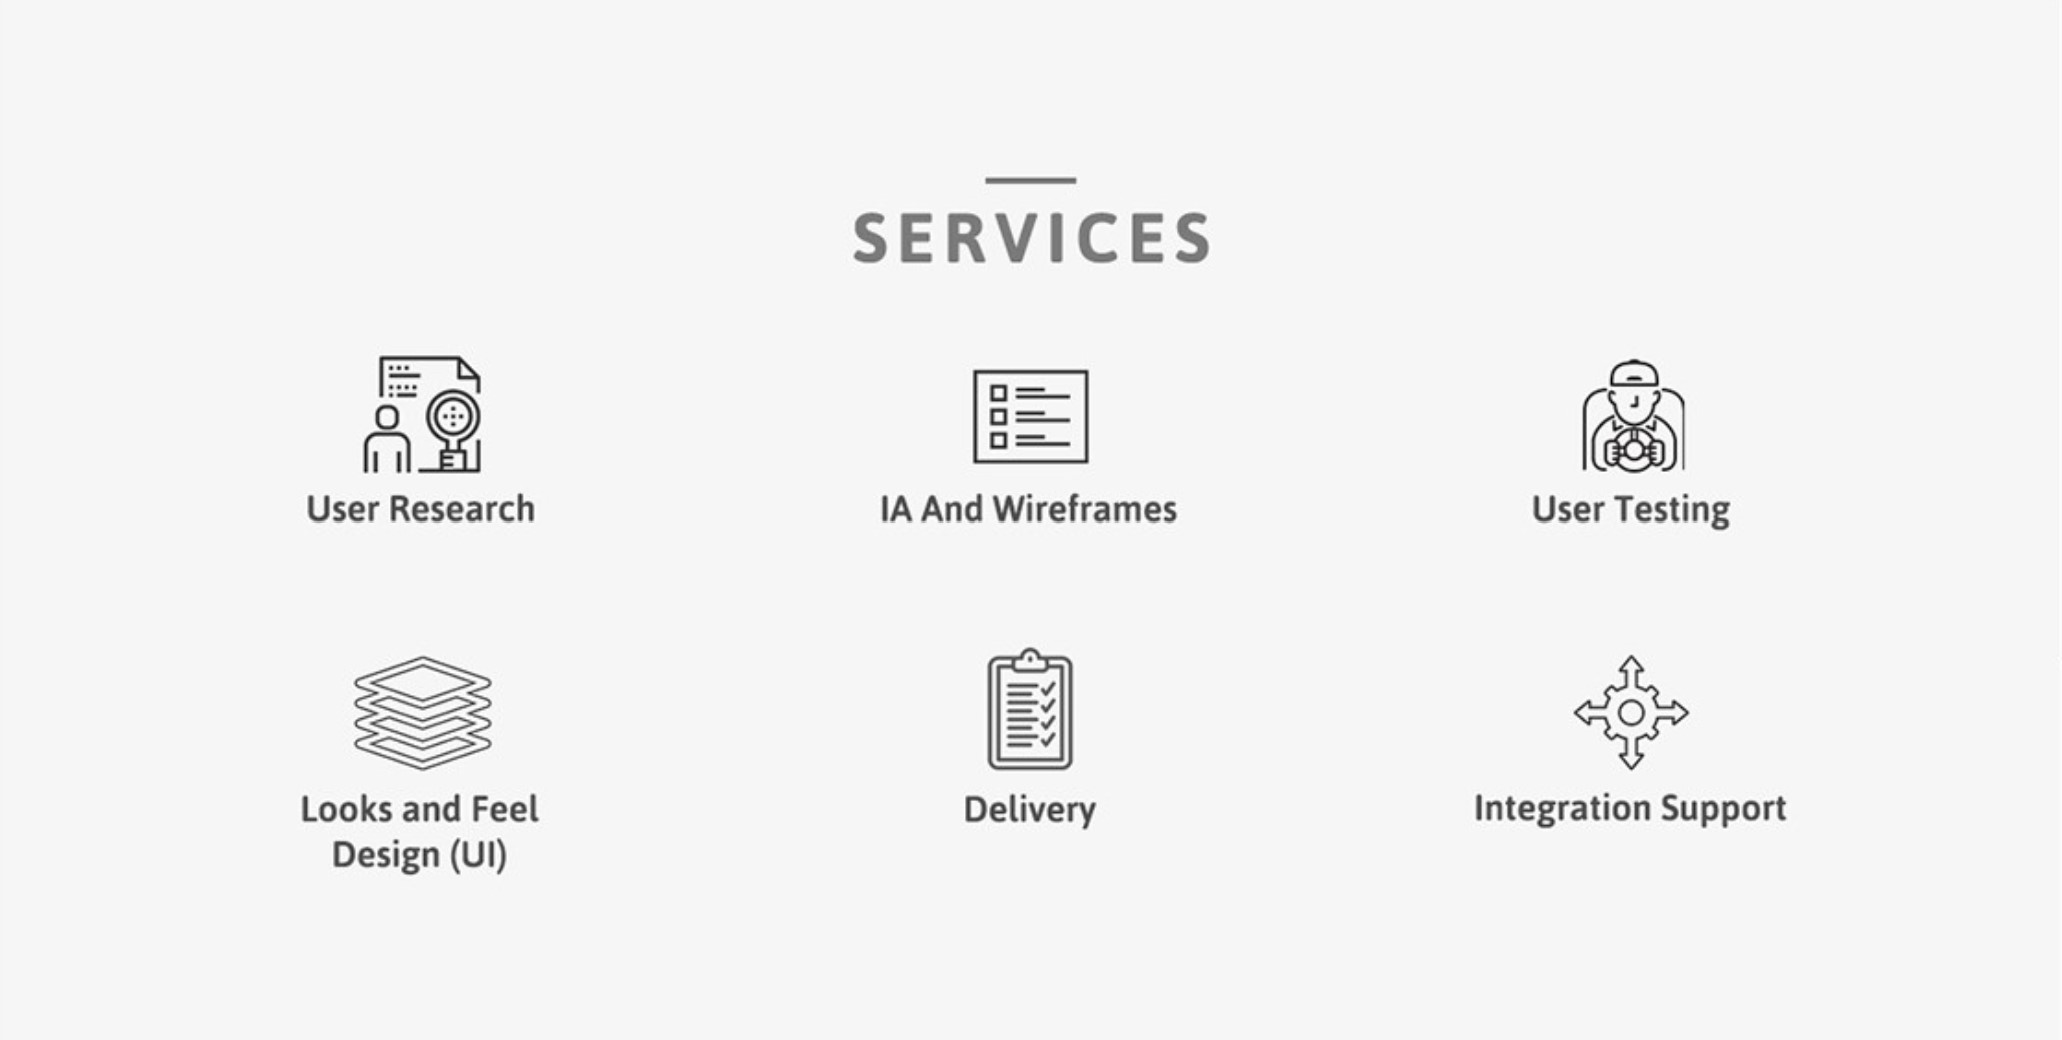 SERVICES
User Research
IA And Wireframes
User Testing
Looks and Feel
Design (UI)
Delivery
Integration Support